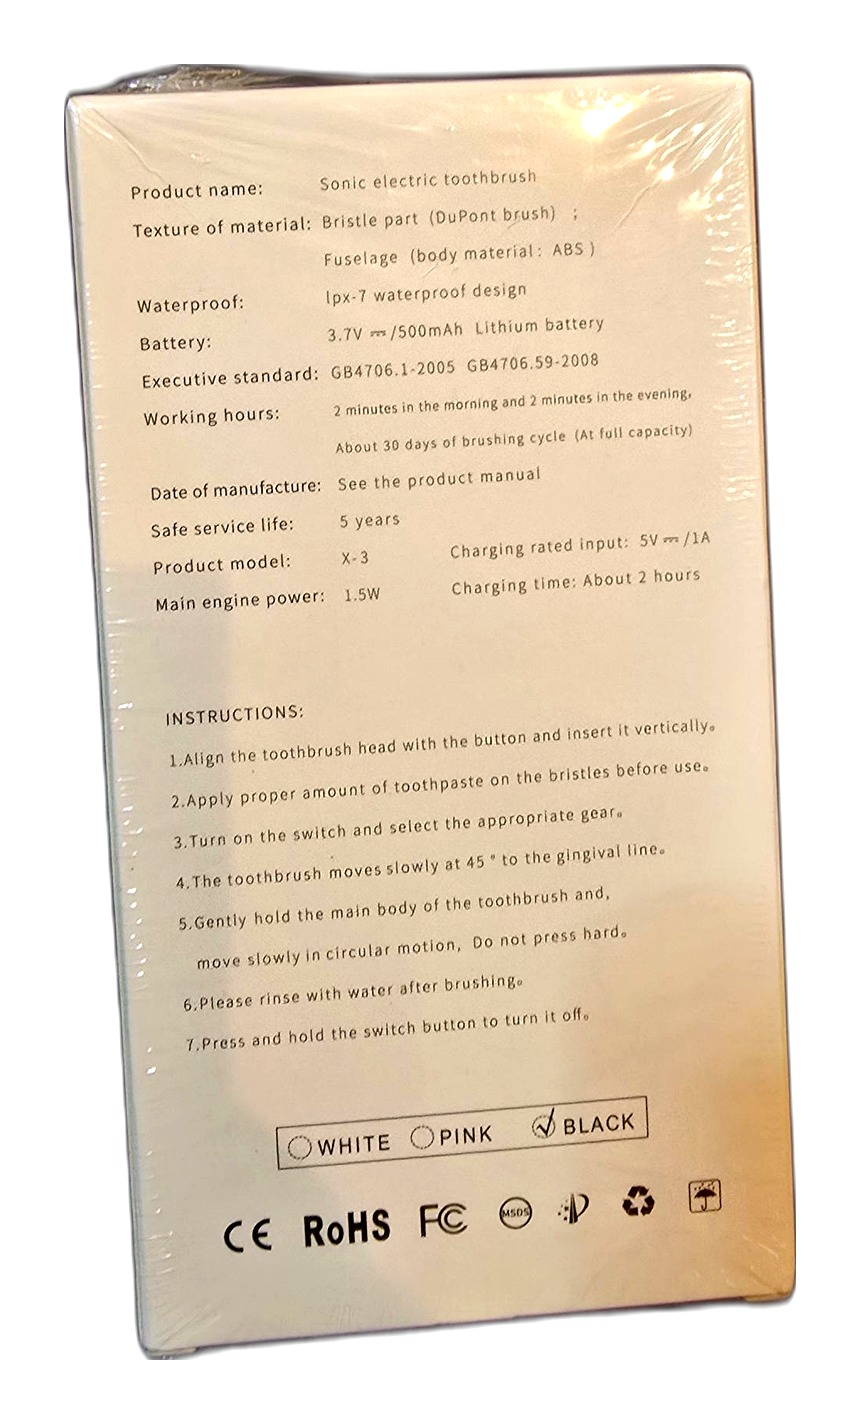 Product name: Sonic electric toothbrush
Texture of material: Bristle part (DuPont brush) ;
Fuselage (body material: ABS)
Waterproof: lpx-7 waterproof design
Battery: 3.7V ⎓/500mAh Lithium battery
Executive standard: GB4706.1-2005 GB4706.59-2008
Working hours: 2 minutes in the morning and 2 minutes in the evening,
About 30 days of brushing cycle (At full capacity)
Date of manufacture: See the product manual
Safe service life: 5 years
Product model: X-3 Charging rated input: 5V⎓/1A
Main engine power: 1.5W Charging time: About 2 hours
INSTRUCTIONS:
1.Align the toothbrush head with the button and insert it vertically。
2.Apply proper amount of toothpaste on the bristles before use。
3.Turn on the switch and select the appropriate gear。
4.The toothbrush moves slowly at 45 ° to the gingival line。
5.Gently hold the main body of the toothbrush and,
move slowly in circular motion, Do not press hard。
6.Please rinse with water after brushing。
7.Press and hold the switch button to turn it off。
WHITE PINK BLACK
CE RoHS FC MSDS